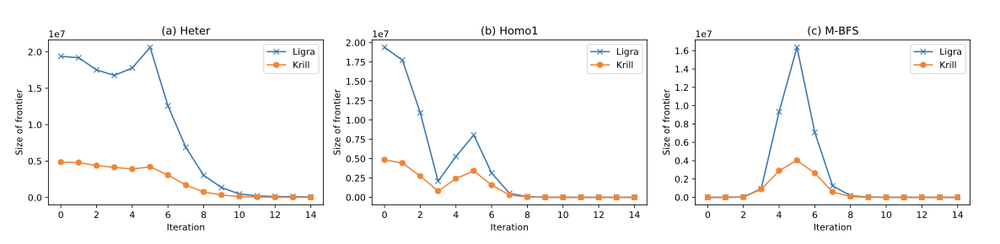 (a) Heter
1e7
Size of frontier
2.0
1.5
1.0
0.5
0.0
0 2 4 6 8 10 12 14
Iteration
Ligra
Krill
(b) Homo1
1e7
Size of frontier
2.00
1.75
1.50
1.25
1.00
0.75
0.50
0.25
0.00
0 2 4 6 8 10 12 14
Iteration
Ligra
Krill
(c) M-BFS
1e7
Size of frontier
1.6
1.4
1.2
1.0
0.8
0.6
0.4
0.2
0.0
0 2 4 6 8 10 12 14
Iteration
Ligra
Krill